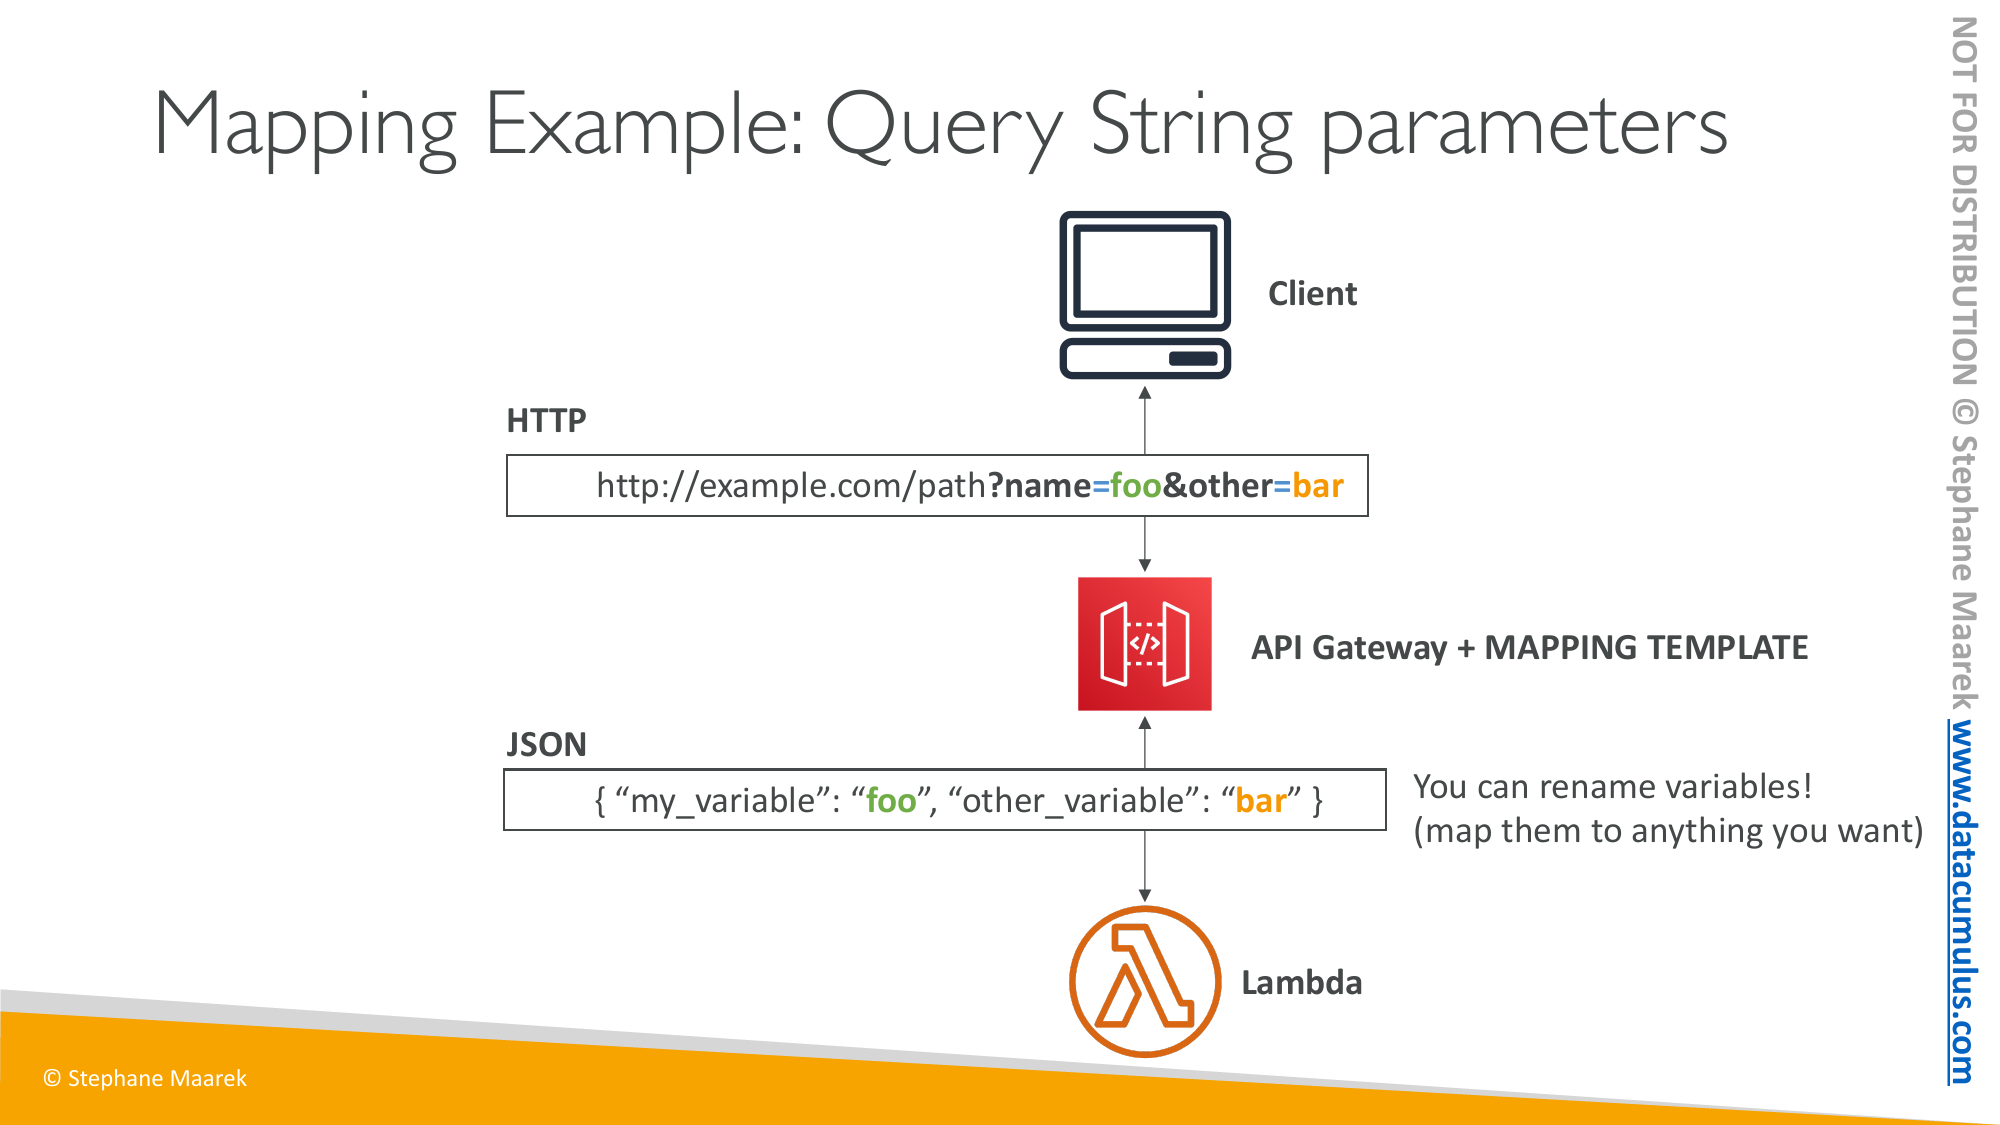 Mapping Example: Query String parameters
Client
HTTP
http://example.com/path?name=foo&other=bar
API Gateway + MAPPING TEMPLATE
JSON
{ “my_variable”: “foo”, “other_variable”: “bar” }
You can rename variables!
(map them to anything you want)
Lambda
© Stephane Maarek
NOT FOR DISTRIBUTION © Stephane Maarek www.datacumulus.com